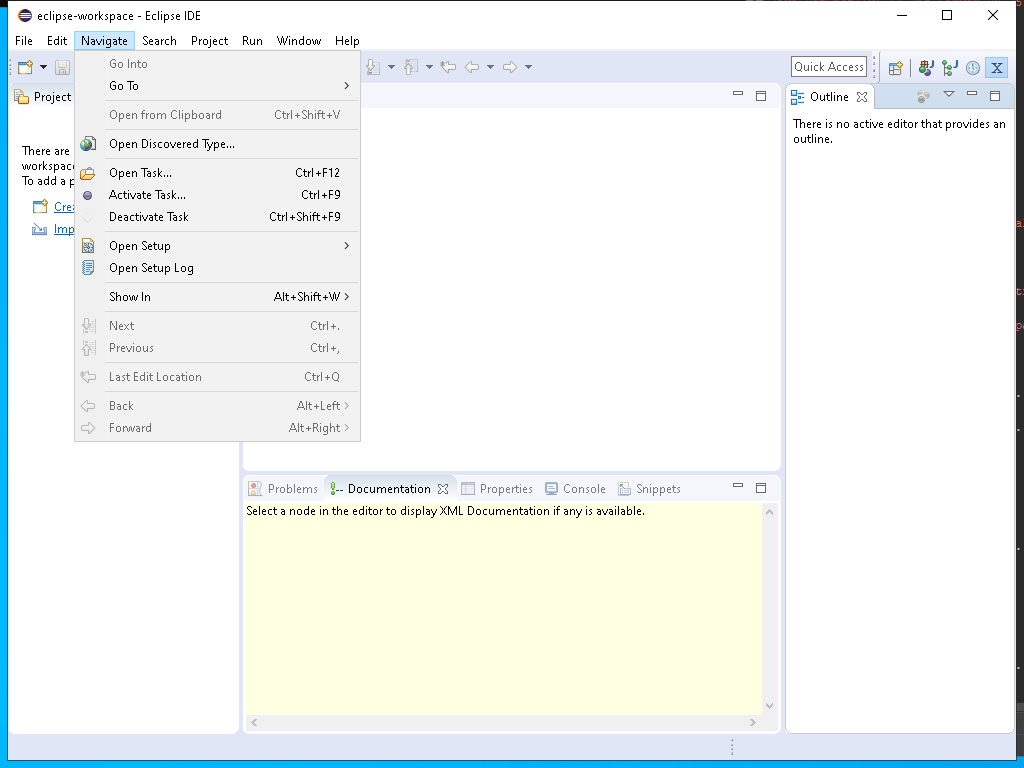 eclipse-workspace - Eclipse IDE
File Edit Navigate Search Project Run Window Help
Quick Access
Project
There are
workspac
To add a p
Crea
Imp
Go Into
Go To
Open from Clipboard Ctrl+Shift+V
Open Discovered Type...
Open Task... Ctrl+F12
Activate Task... Ctrl+F9
Deactivate Task Ctrl+Shift+F9
Open Setup
Open Setup Log
Show In Alt+Shift+W
Next Ctrl+.
Previous Ctrl+,
Last Edit Location Ctrl+Q
Back Alt+Left
Forward Alt+Right
Outline
There is no active editor that provides an
outline.
Problems Documentation Properties Console Snippets
Select a node in the editor to display XML Documentation if any is available.